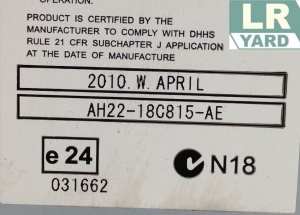 OPERATION.
PRODUCT IS CERTIFIED BY THE
MANUFACTURER TO COMPLY WITH DHHS
RULE 21 CFR SUBCHAPTER J APPLICATION
AT THE DATE OF MANUFACTURE
LR
YARD
2010.W.APRIL
AH22-18C815-AE
e 24
N18
031662